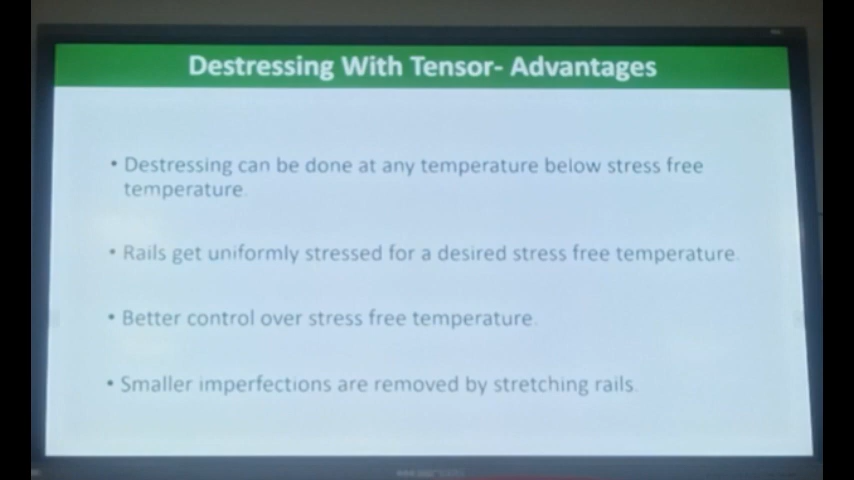 Destressing With Tensor- Advantages
• Destressing can be done at any temperature below stress free
temperature.
• Rails get uniformly stressed for a desired stress free temperature.
• Better control over stress free temperature.
• Smaller imperfections are removed by stretching rails.